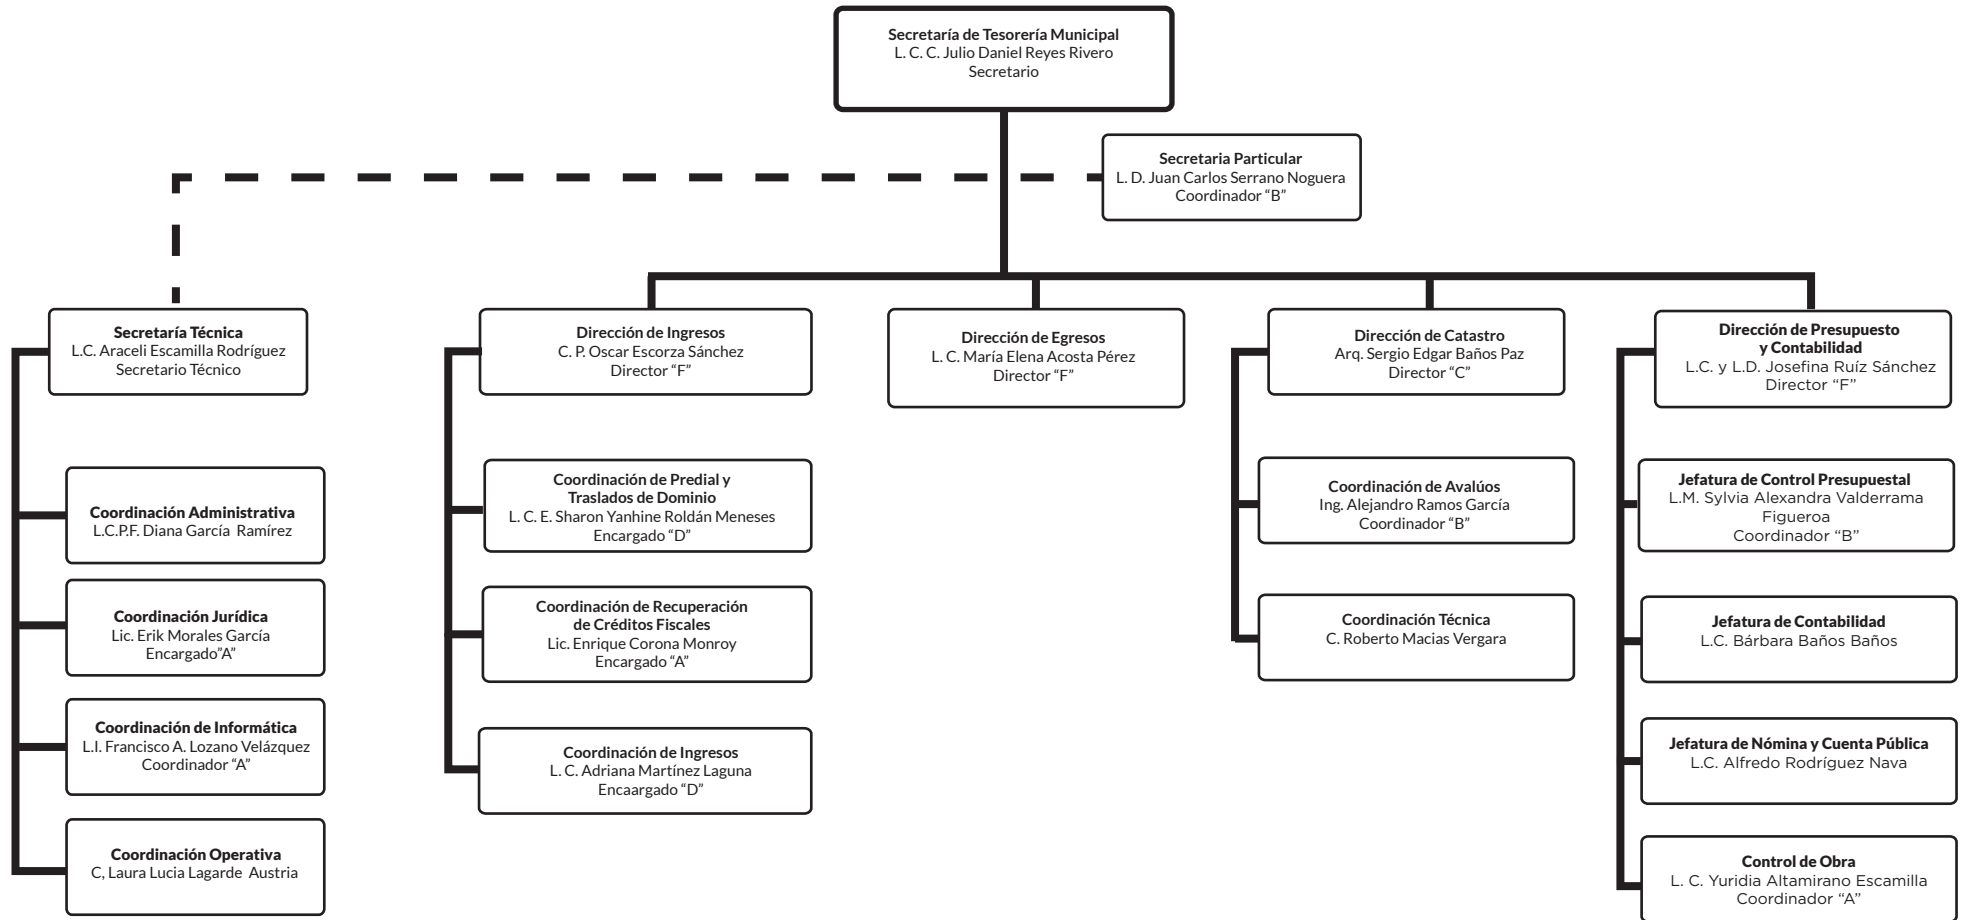 Secretaría de Tesorería Municipal
L. C. C. Julio Daniel Reyes Rivero
Secretario
Secretaria Particular
L. D. Juan Carlos Serrano Noguera
Coordinador “B”
Secretaría Técnica
L.C. Araceli Escamilla Rodríguez
Secretario Técnico
Coordinación Administrativa
L.C.P.F. Diana García Ramírez
Coordinación Jurídica
Lic. Erik Morales García
Encargado”A”
Coordinación de Informática
L.I. Francisco A. Lozano Velázquez
Coordinador “A”
Coordinación Operativa
C, Laura Lucia Lagarde Austria
Dirección de Ingresos
C. P. Oscar Escorza Sánchez
Director “F”
Coordinación de Predial y
Traslados de Dominio
L. C. E. Sharon Yanhine Roldán Meneses
Encargado “D”
Coordinación de Recuperación
de Créditos Fiscales
Lic. Enrique Corona Monroy
Encargado “A”
Coordinación de Ingresos
L. C. Adriana Martínez Laguna
Encaargado “D”
Dirección de Egresos
L. C. María Elena Acosta Pérez
Director “F”
Dirección de Catastro
Arq. Sergio Edgar Baños Paz
Director “C”
Coordinación de Avalúos
Ing. Alejandro Ramos García
Coordinador “B”
Coordinación Técnica
C. Roberto Macias Vergara
Dirección de Presupuesto
y Contabilidad
L.C. y L.D. Josefina Ruíz Sánchez
Director “F”
Jefatura de Control Presupuestal
L.M. Sylvia Alexandra Valderrama
Figueroa
Coordinador “B”
Jefatura de Contabilidad
L.C. Bárbara Baños Baños
Jefatura de Nómina y Cuenta Pública
L.C. Alfredo Rodríguez Nava
Control de Obra
L. C. Yuridia Altamirano Escamilla
Coordinador “A”